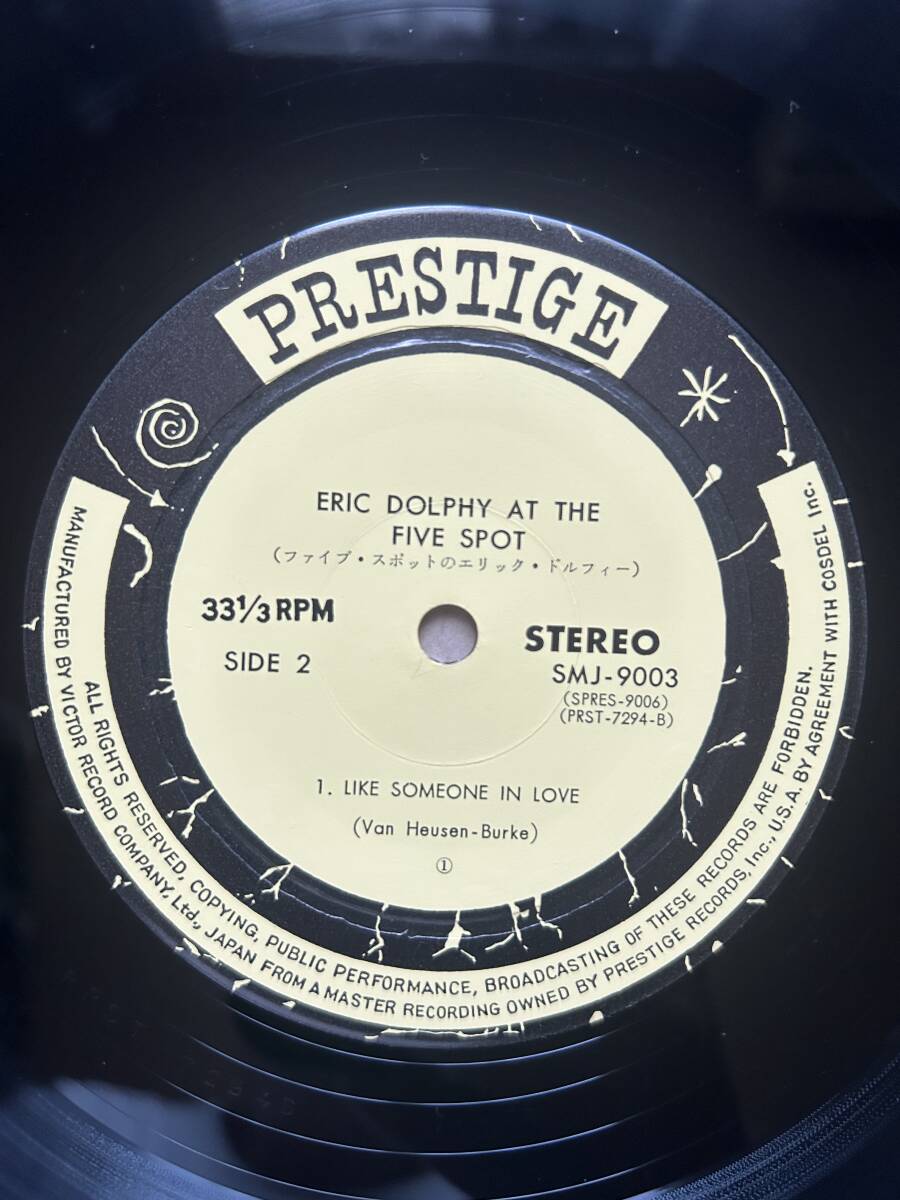 PRESTIGE
ERIC DOLPHY AT THE
FIVE SPOT
(ファイブ・スポットのエリック・ドルフィー)
33 1/3 RPM
SIDE 2
STEREO
SMJ-9003
(SPRES-9006)
(PRST-7294-B)
1. LIKE SOMEONE IN LOVE
(Van Heusen-Burke)
①
ALL RIGHTS RESERVED, COPYING, PUBLIC PERFORMANCE, BROADCASTING OF THESE RECORDS ARE FORBIDDEN.
MANUFACTURED BY VICTOR RECORD COMPANY, Ltd., JAPAN FROM A MASTER RECORDING OWNED BY PRESTIGE RECORDS, Inc., U.S.A. BY AGREEMENT WITH COSDEL Inc.